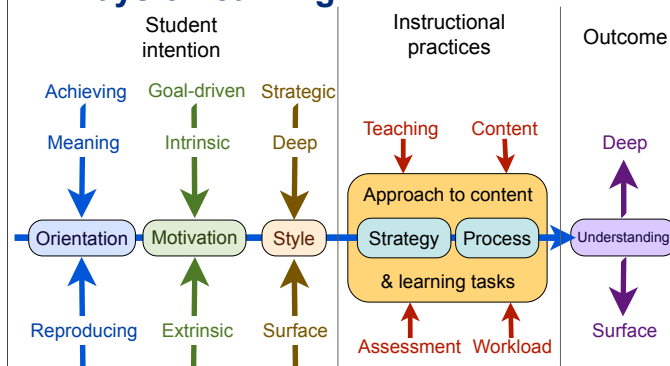 Student
intention
Instructional
practices
Outcome
Achieving
Goal-driven
Strategic
Meaning
Intrinsic
Deep
Teaching
Content
Deep
Approach to content
Orientation
Motivation
Style
Strategy
Process
Understanding
& learning tasks
Reproducing
Extrinsic
Surface
Assessment
Workload
Surface